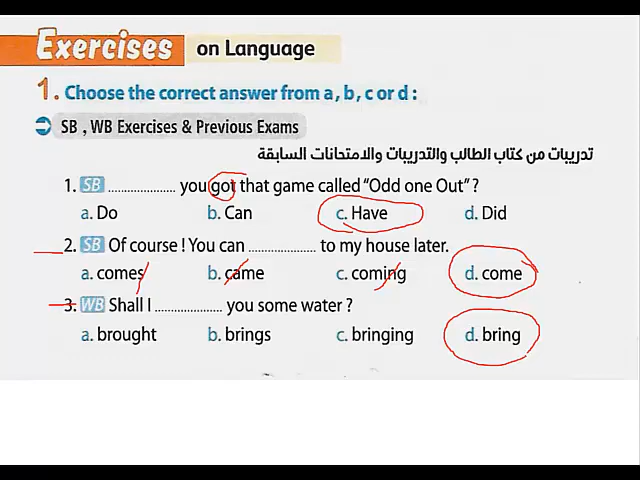 Exercises on Language
1. Choose the correct answer from a, b, c or d :
SB , WB Exercises & Previous Exams
تدريبات من كتاب الطالب والتدريبات والامتحانات السابقة
1. SB .................... you got that game called "Odd one Out" ?
a. Do b. Can c. Have d. Did
2. SB Of course ! You can .................... to my house later.
a. comes b. came c. coming d. come
3. WB Shall I .................... you some water ?
a. brought b. brings c. bringing d. bring